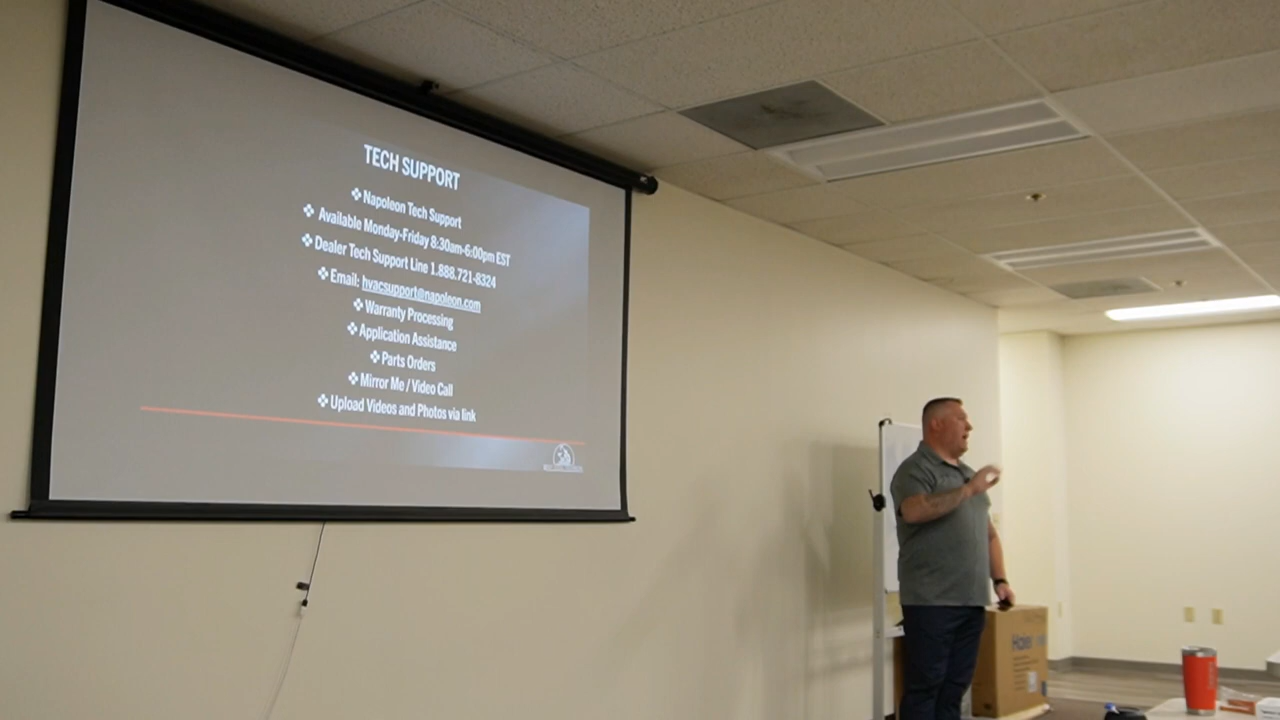 TECH SUPPORT
❖ Napoleon Tech Support
❖ Available Monday-Friday 8:30am-6:00pm EST
❖ Dealer Tech Support Line 1.888.721-8324
❖ Email: hvacsupport@napoleon.com
❖ Warranty Processing
❖ Application Assistance
❖ Parts Orders
❖ Mirror Me / Video Call
❖ Upload Videos and Photos via link
Haier